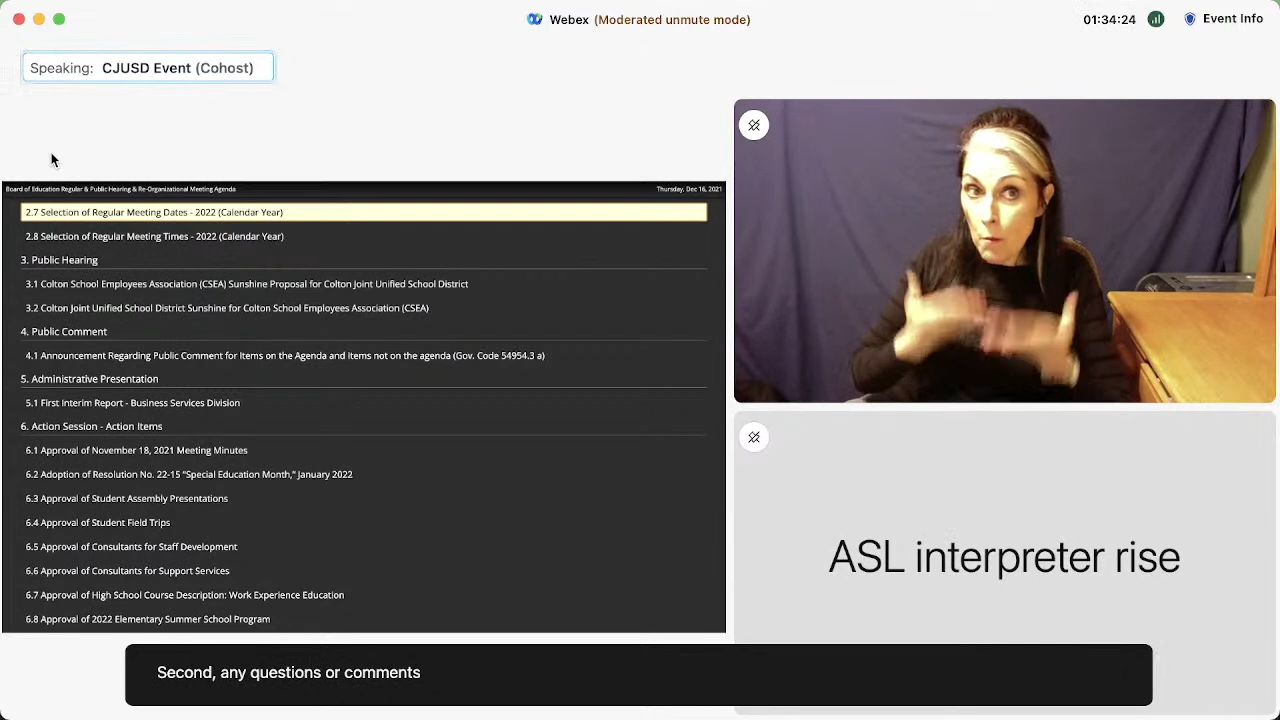 Webex (Moderated unmute mode)
01:34:24
Event Info
Speaking: CJUSD Event (Cohost)
Board of Education Regular & Public Hearing & Re-Organizational Meeting Agenda
Thursday, Dec 16, 2021
2.7 Selection of Regular Meeting Dates - 2022 (Calendar Year)
2.8 Selection of Regular Meeting Times - 2022 (Calendar Year)
3. Public Hearing
3.1 Colton School Employees Association (CSEA) Sunshine Proposal for Colton Joint Unified School District
3.2 Colton Joint Unified School District Sunshine for Colton School Employees Association (CSEA)
4. Public Comment
4.1 Announcement Regarding Public Comment for Items on the Agenda and Items not on the agenda (Gov. Code 54954.3 a)
5. Administrative Presentation
5.1 First Interim Report - Business Services Division
6. Action Session - Action Items
6.1 Approval of November 18, 2021 Meeting Minutes
6.2 Adoption of Resolution No. 22-15 "Special Education Month," January 2022
6.3 Approval of Student Assembly Presentations
6.4 Approval of Student Field Trips
6.5 Approval of Consultants for Staff Development
6.6 Approval of Consultants for Support Services
6.7 Approval of High School Course Description: Work Experience Education
6.8 Approval of 2022 Elementary Summer School Program
ASL interpreter rise
Second, any questions or comments